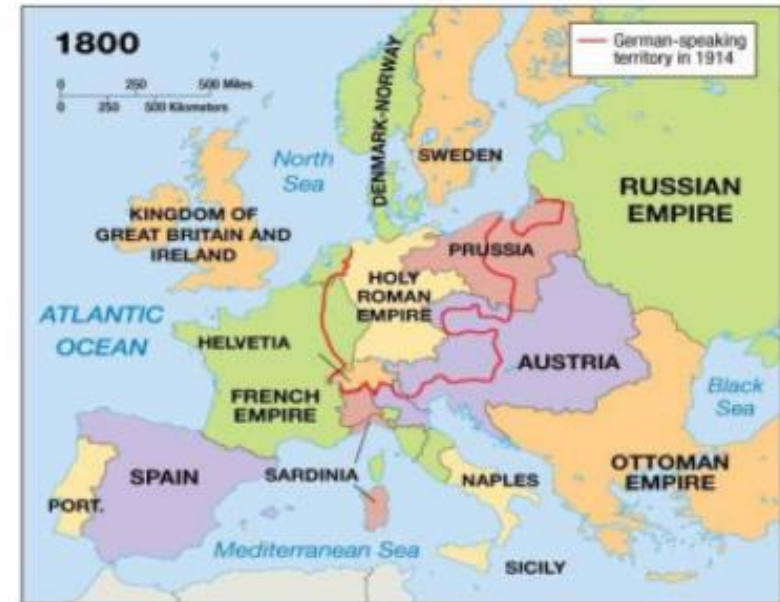 1800
0 250 500 Miles
0 250 500 Kilometers
German-speaking
territory in 1914
North
Sea
DENMARK-NORWAY
SWEDEN
RUSSIAN
EMPIRE
KINGDOM OF
GREAT BRITAIN AND
IRELAND
PRUSSIA
HOLY
ROMAN
EMPIRE
ATLANTIC
OCEAN
HELVETIA
AUSTRIA
FRENCH
EMPIRE
Black
Sea
SPAIN
SARDINIA
NAPLES
OTTOMAN
EMPIRE
PORT.
Mediterranean Sea
SICILY